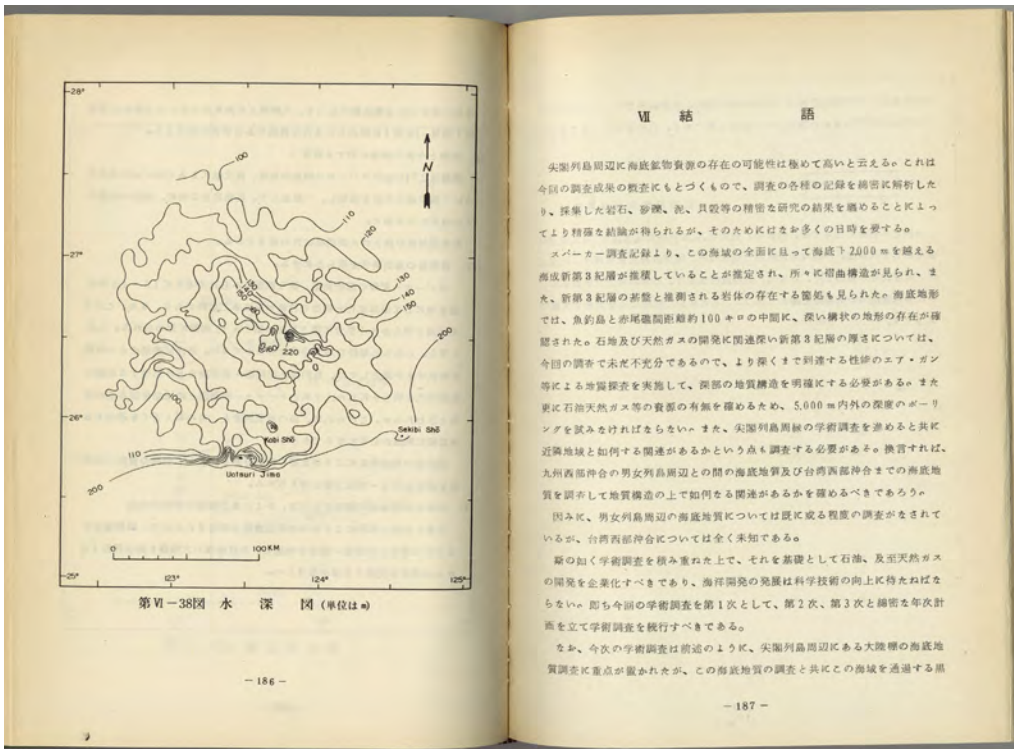 28°
N
100
110
120
27°
130
140
150
200
160
220
100
26°
Kobi Shō
Sekibi Shō
110
Uotsuri Jima
200
0 100KM
25°
123°
124°
125°
第Ⅵ-38図 水 深 図 (単位はm)
-186-
Ⅶ 結 語
尖閣列島周辺に海底鉱物資源の存在の可能性は極めて高いと云える。これは
今回の調査成果の検査にもとづくもので、調査の各種の記録を綿密に解析した
り、採集した岩石、砂礫、泥、貝殻等の精密な研究の結果を纏めることによっ
てより精確な結論が得られるが、そのためにはなお多くの日時を要する。
スパーカー調査記録より、この海域の全面に亘って海底下2,000mを越える
海成新第3紀層が推積していることが推定され、所々に褶曲構造が見られ、ま
た、新第3紀層の基盤と推測される岩体の存在する箇処も見られた。海底地形
では、魚釣島と赤尾礁間距離約100キロの中間に、深い構状の地形の存在が確
認された。石地及び天然ガスの開発に関連深い新第3紀層の厚さについては、
今回の調査で未だ不充分であるので、より深くまで到達する性能のエア・ガン
等による地質探査を実施して、深部の地質構造を明確にする必要がある。また
更に石油天然ガス等の資源の有無を確めるため、5,000m内外の深度のボーリ
ングを試みなければならない。また、尖閣列島周縁の学術調査を進めると共に
近隣地域と如何する関連があるかという点も調査する必要がある。換言すれば、
九州西部沖合の男女列島周辺との間の海底地質及び台湾西部沖合までの海底地
質を調査して地質構造の上で如何なる関連があるかを確めるべきであろう。
因みに、男女列島周辺の海底地質については既に或る程度の調査がなされて
いるが、台湾西部沖合については全く未知である。
斯の如く学術調査を積み重ねた上で、それを基礎として石油、及至天然ガス
の開発を企業化すべきであり、海洋開発の発展は科学技術の向上に待たねばな
らない。即ち今回の学術調査を第1次として、第2次、第3次と綿密な年次計
画を立て学術調査を続行すべきである。
なお、今次の学術調査は前述のように、尖閣列島周辺にある大陸棚の海底地
質調査に重点が置かれたが、この海底地質の調査と共にこの海域を通過する黒
-187-